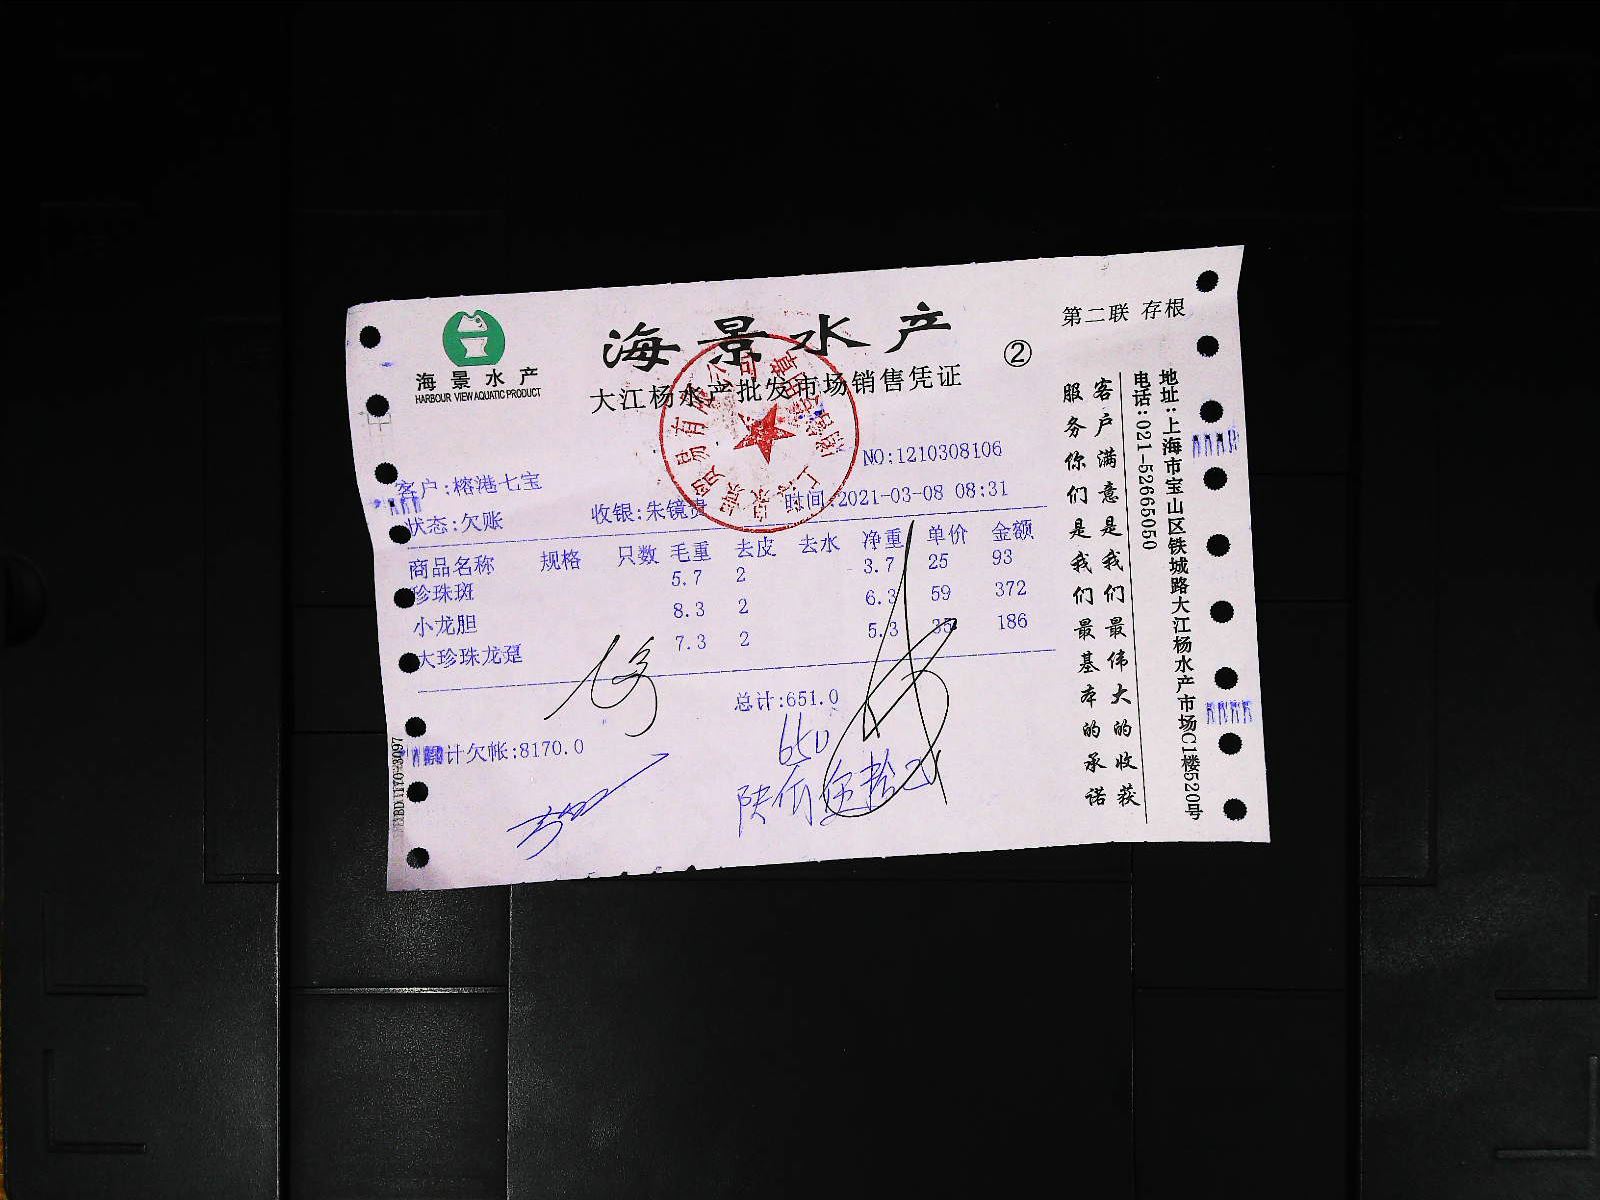 第二联 存根
海景水产
②
海景水产
HARBOUR VIEW AQUATIC PRODUCT
大江杨水产批发市场销售凭证
NO:1210308106
客户:榕港七宝
状态:欠账 收银:朱镜贵 时间:2021-03-08 08:31
商品名称 规格 只数 毛重 去皮 去水 净重 单价 金额
珍珠斑 5.7 2 3.7 25 93
小龙胆 8.3 2 6.3 59 372
大珍珠龙趸 7.3 2 5.3 35 186
总计:651.0
650
计欠帐:8170.0
客户满意是我们最伟大的收获
服务你们是我们最基本的承诺
地址:上海市宝山区铁城路大江杨水产市场C1楼520号
电话:021-52665050